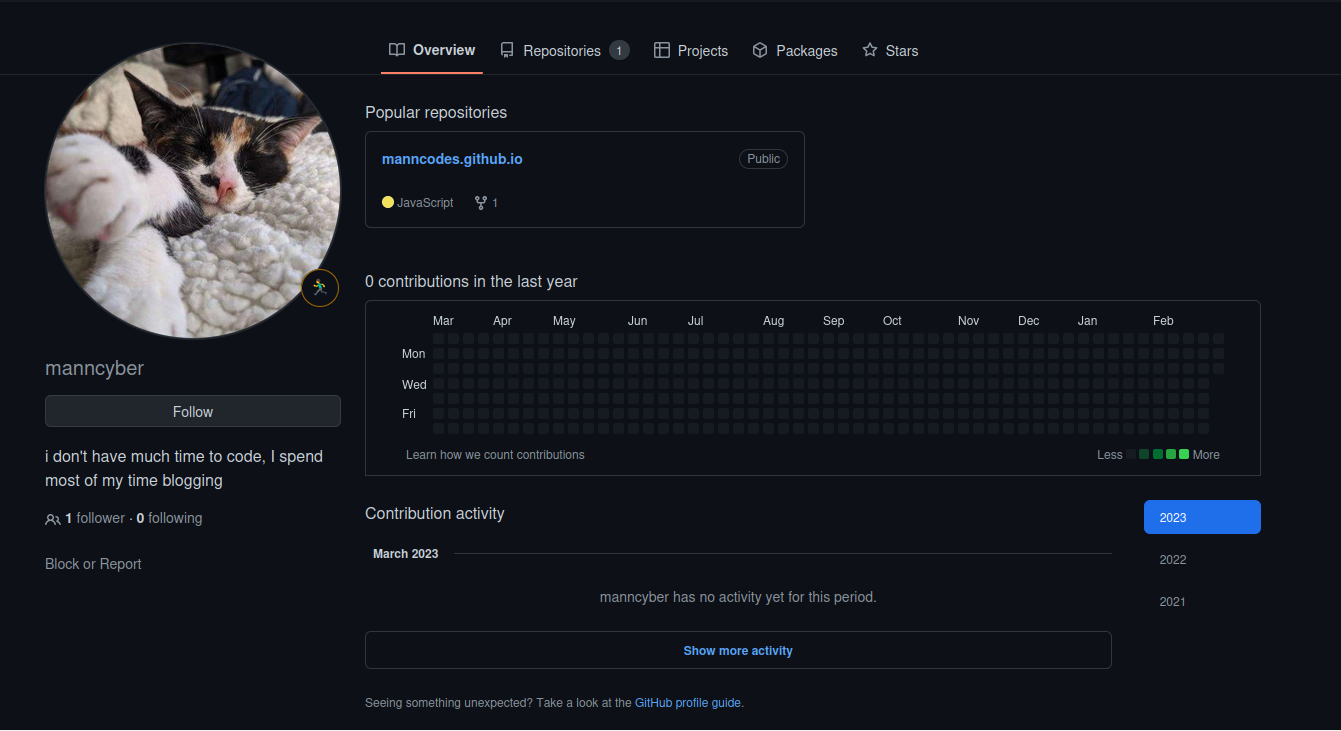 Overview Repositories 1 Projects Packages Stars
manncyber
Follow
i don't have much time to code, I spend
most of my time blogging
1 follower · 0 following
Block or Report
Popular repositories
manncodes.github.io Public
JavaScript 1
0 contributions in the last year
Mar Apr May Jun Jul Aug Sep Oct Nov Dec Jan Feb
Mon
Wed
Fri
Learn how we count contributions Less More
Contribution activity
2023
2022
2021
March 2023
manncyber has no activity yet for this period.
Show more activity
Seeing something unexpected? Take a look at the GitHub profile guide.